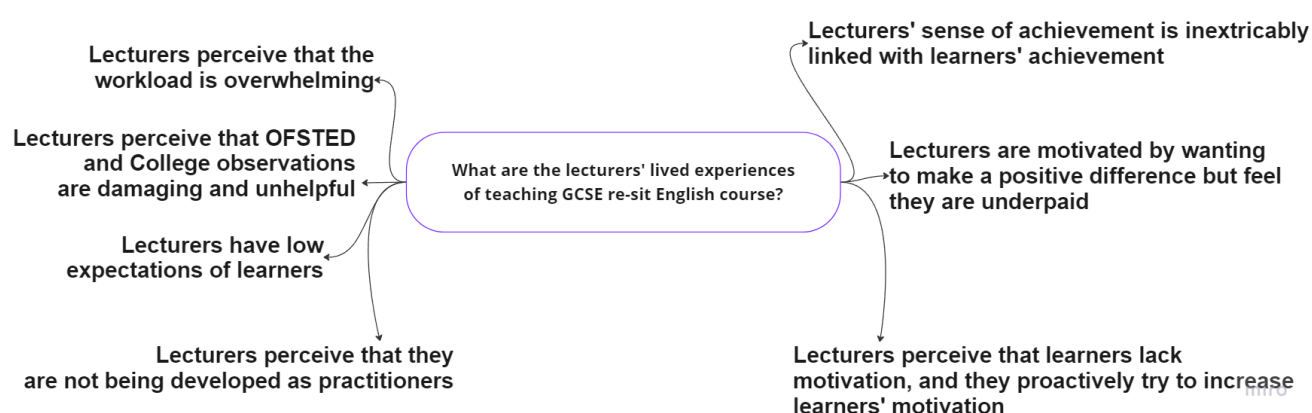 Lecturers perceive that the
workload is overwhelming
Lecturers perceive that OFSTED
and College observations
are damaging and unhelpful
Lecturers have low
expectations of learners
Lecturers perceive that they
are not being developed as practitioners
What are the lecturers' lived experiences
of teaching GCSE re-sit English course?
Lecturers' sense of achievement is inextricably
linked with learners' achievement
Lecturers are motivated by wanting
to make a positive difference but feel
they are underpaid
Lecturers perceive that learners lack
motivation, and they proactively try to increase
learners' motivation
miro